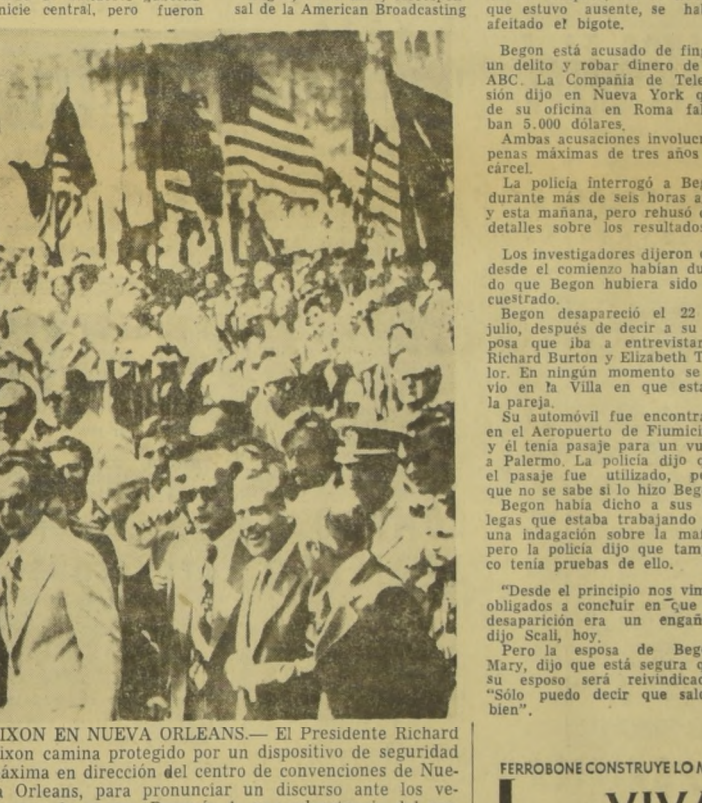 nicie central, pero fueron
sal de la American Broadcasting
IXON EN NUEVA ORLEANS.— El Presidente Richard
ixon camina protegido por un dispositivo de seguridad
áxima en dirección del centro de convenciones de Nue-
a Orleans, para pronunciar un discurso ante los ve-
que estuvo ausente, se hal
afeitado el bigote.
Begon está acusado de fing
un delito y robar dinero de
ABC. La Compañía de Tele
sión dijo en Nueva York q
de su oficina en Roma fal
ban 5.000 dólares.
Ambas acusaciones involucr
penas máximas de tres años
cárcel.
La policía interrogó a Beg
durante más de seis horas a
y esta mañana, pero rehusó
detalles sobre los resultados
Los investigadores dijeron
desde el comienzo habían du
do que Begon hubiera sido
cuestrado.
Begon desapareció el 22
julio, después de decir a su
posa que iba a entrevistar
Richard Burton y Elizabeth T
lor. En ningún momento se
vio en la Villa en que esta
la pareja.
Su automóvil fue encontra
en el Aeropuerto de Fiumici
y él tenía pasaje para un vu
a Palermo. La policía dijo
el pasaje fue utilizado, pe
que no se sabe si lo hizo Beg
Begon había dicho a sus
legas que estaba trabajando
una indagación sobre la maf
pero la policía dijo que tam
co tenía pruebas de ello.
"Desde el principio nos vim
obligados a concluir en que
desaparición era un engañ
dijo Scali, hoy.
Pero la esposa de Bego
Mary, dijo que está segura q
su esposo será reivindicad
"Sólo puedo decir que sald
bien".
FERROBONE CONSTRUYE LO M